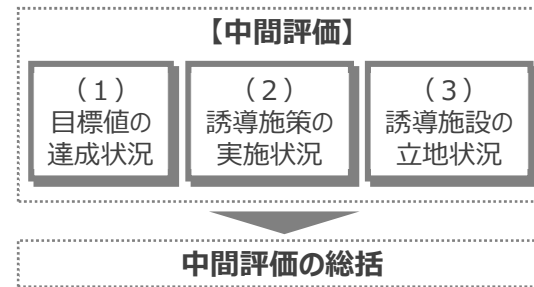 【中間評価】
（１）
目標値の
達成状況
（２）
誘導施策の
実施状況
（３）
誘導施設の
立地状況
中間評価の総括